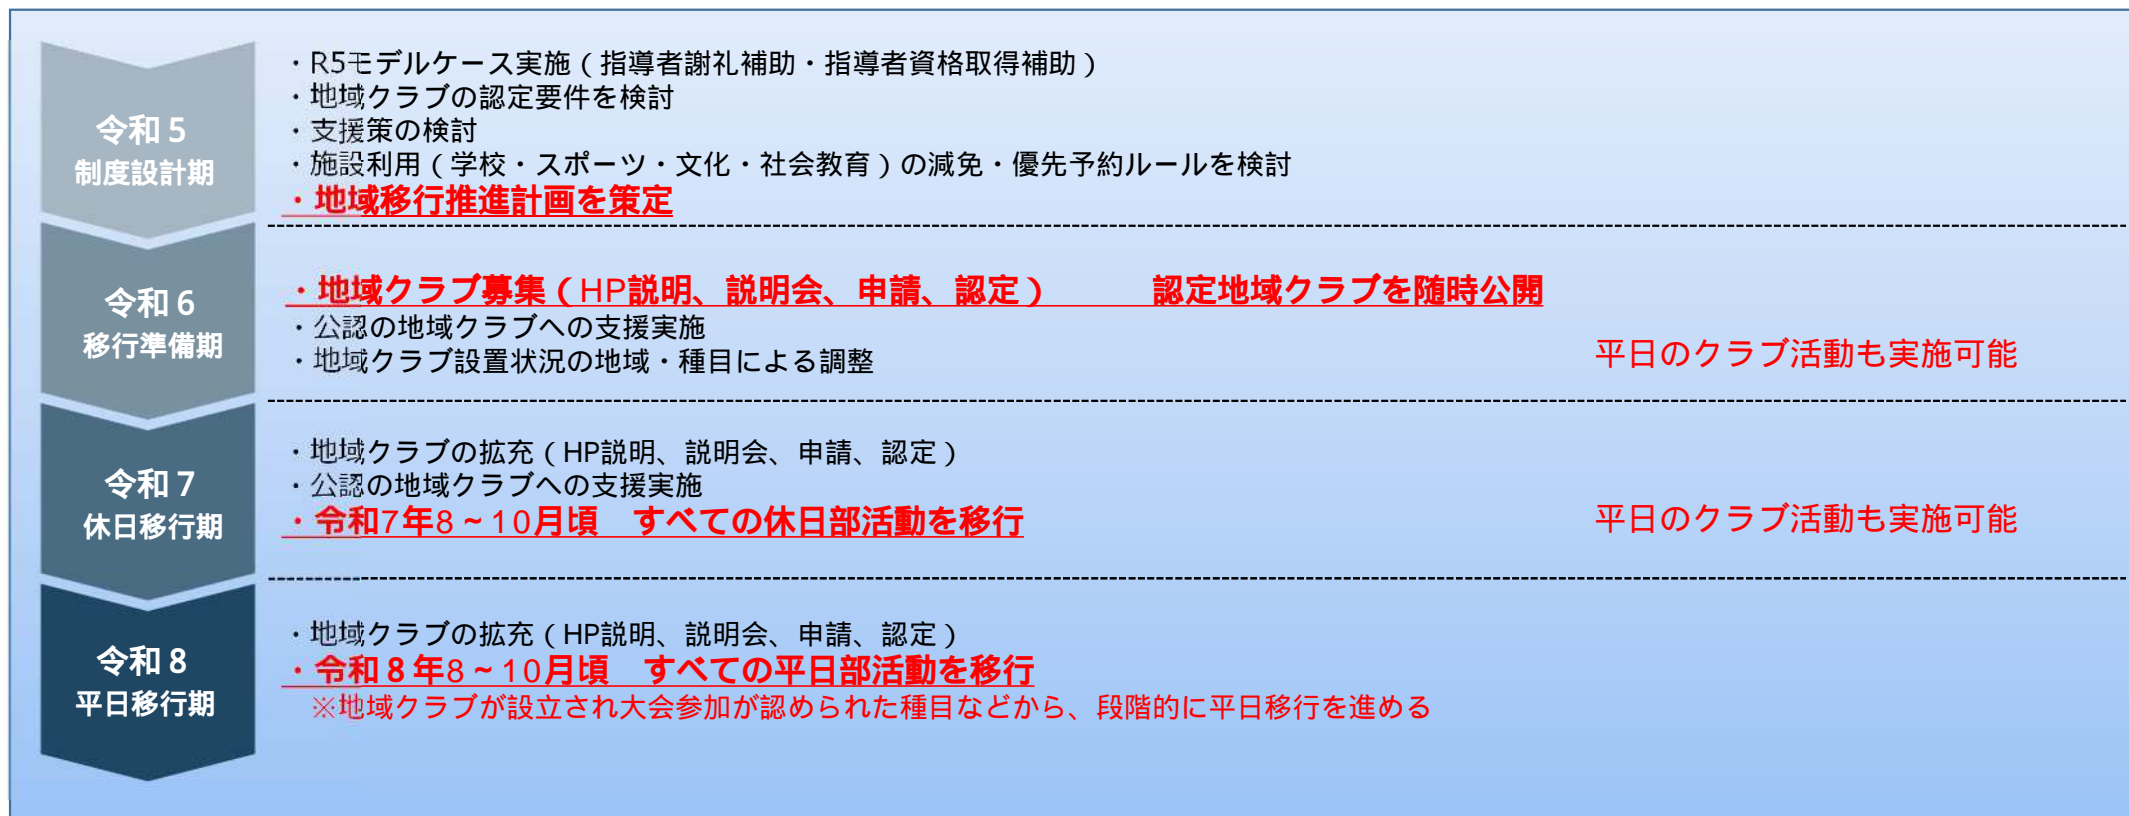 令和５
制度設計期
・R5モデルケース実施（指導者謝礼補助・指導者資格取得補助）
・地域クラブの認定要件を検討
・支援策の検討
・施設利用（学校・スポーツ・文化・社会教育）の減免・優先予約ルールを検討
・地域移行推進計画を策定
令和６
移行準備期
・地域クラブ募集（HP説明、説明会、申請、認定）　　　認定地域クラブを随時公開
・公認の地域クラブへの支援実施
・地域クラブ設置状況の地域・種目による調整
平日のクラブ活動も実施可能
令和７
休日移行期
・地域クラブの拡充（HP説明、説明会、申請、認定）
・公認の地域クラブへの支援実施
・令和7年8～10月頃　すべての休日部活動を移行
平日のクラブ活動も実施可能
令和８
平日移行期
・地域クラブの拡充（HP説明、説明会、申請、認定）
・令和８年8～10月頃　すべての平日部活動を移行
※地域クラブが設立され大会参加が認められた種目などから、段階的に平日移行を進める